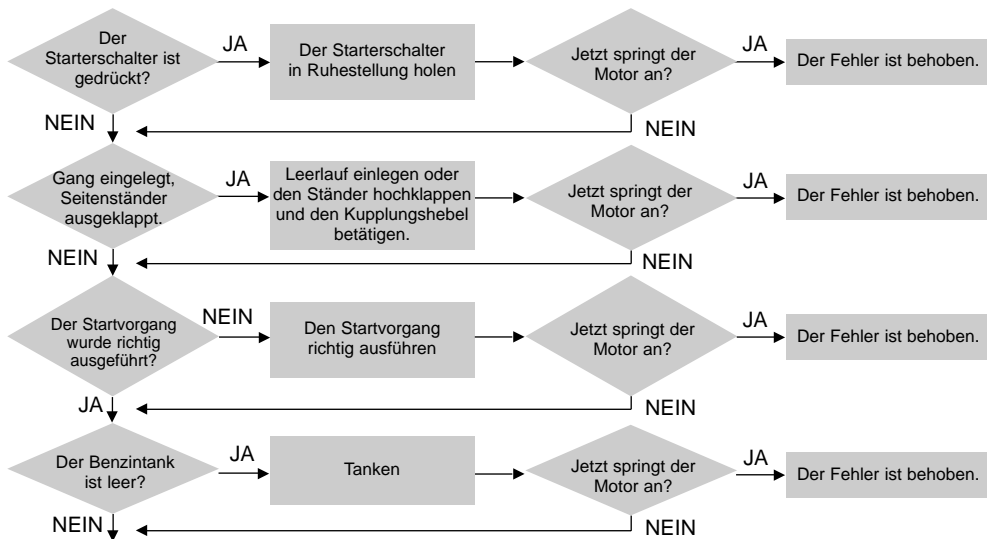 Der
Starterschalter ist
gedrückt?
JA
Der Starterschalter
in Ruhestellung holen
Jetzt springt der
Motor an?
JA
Der Fehler ist behoben.
NEIN
NEIN
Gang eingelegt,
Seitenständer
ausgeklappt.
JA
Leerlauf einlegen oder
den Ständer hochklappen
und den Kupplungshebel
betätigen.
Jetzt springt der
Motor an?
JA
Der Fehler ist behoben.
NEIN
NEIN
Der Startvorgang
wurde richtig
ausgeführt?
NEIN
Den Startvorgang
richtig ausführen
Jetzt springt der
Motor an?
JA
Der Fehler ist behoben.
JA
NEIN
Der Benzintank
ist leer?
JA
Tanken
Jetzt springt der
Motor an?
JA
Der Fehler ist behoben.
NEIN
NEIN